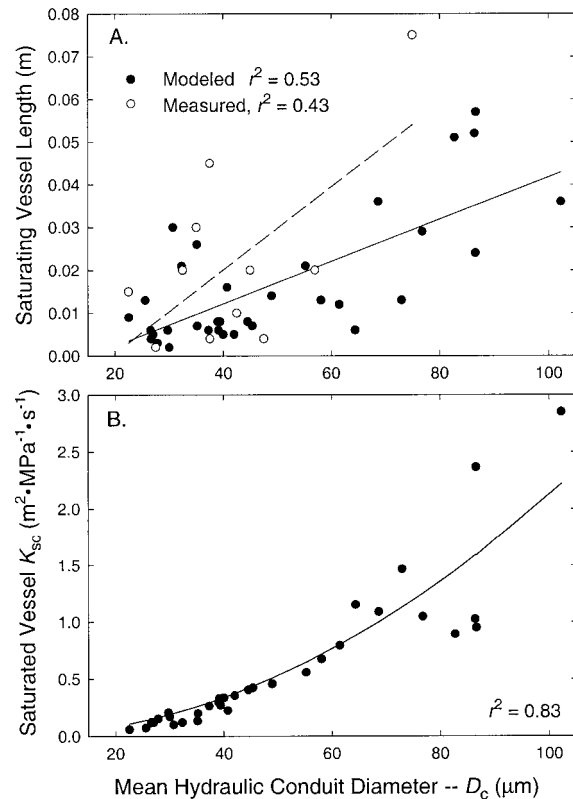 0.08
A.
0.07
Modeled r² = 0.53
Measured, r² = 0.43
0.06
0.05
0.04
0.03
0.02
0.01
0.00
Saturating Vessel Length (m)
20 40 60 80 100
3.0
B.
2.5
2.0
1.5
1.0
0.5
0.0
Saturated Vessel Ksc (m²•MPa⁻¹•s⁻¹)
r² = 0.83
20 40 60 80 100
Mean Hydraulic Conduit Diameter -- Dc (μm)